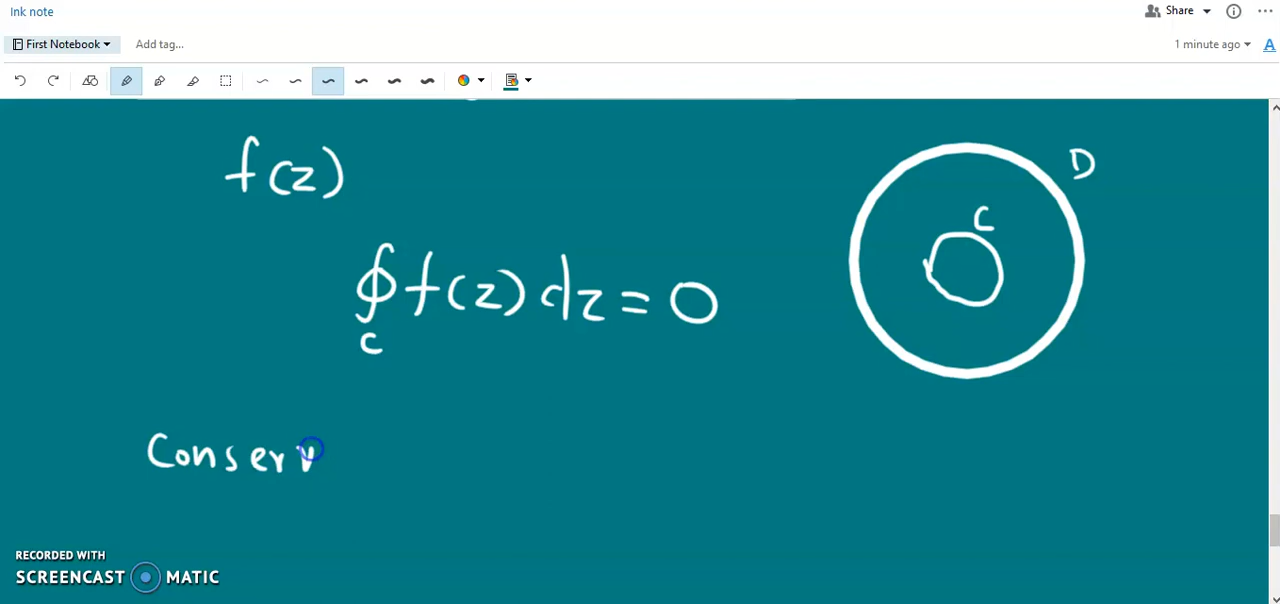 Ink note
Share
First Notebook
Add tag...
1 minute ago
A
f(z)
D
C
∮f(z)dz=0
C
Conserv
RECORDED WITH
SCREENCAST MATIC